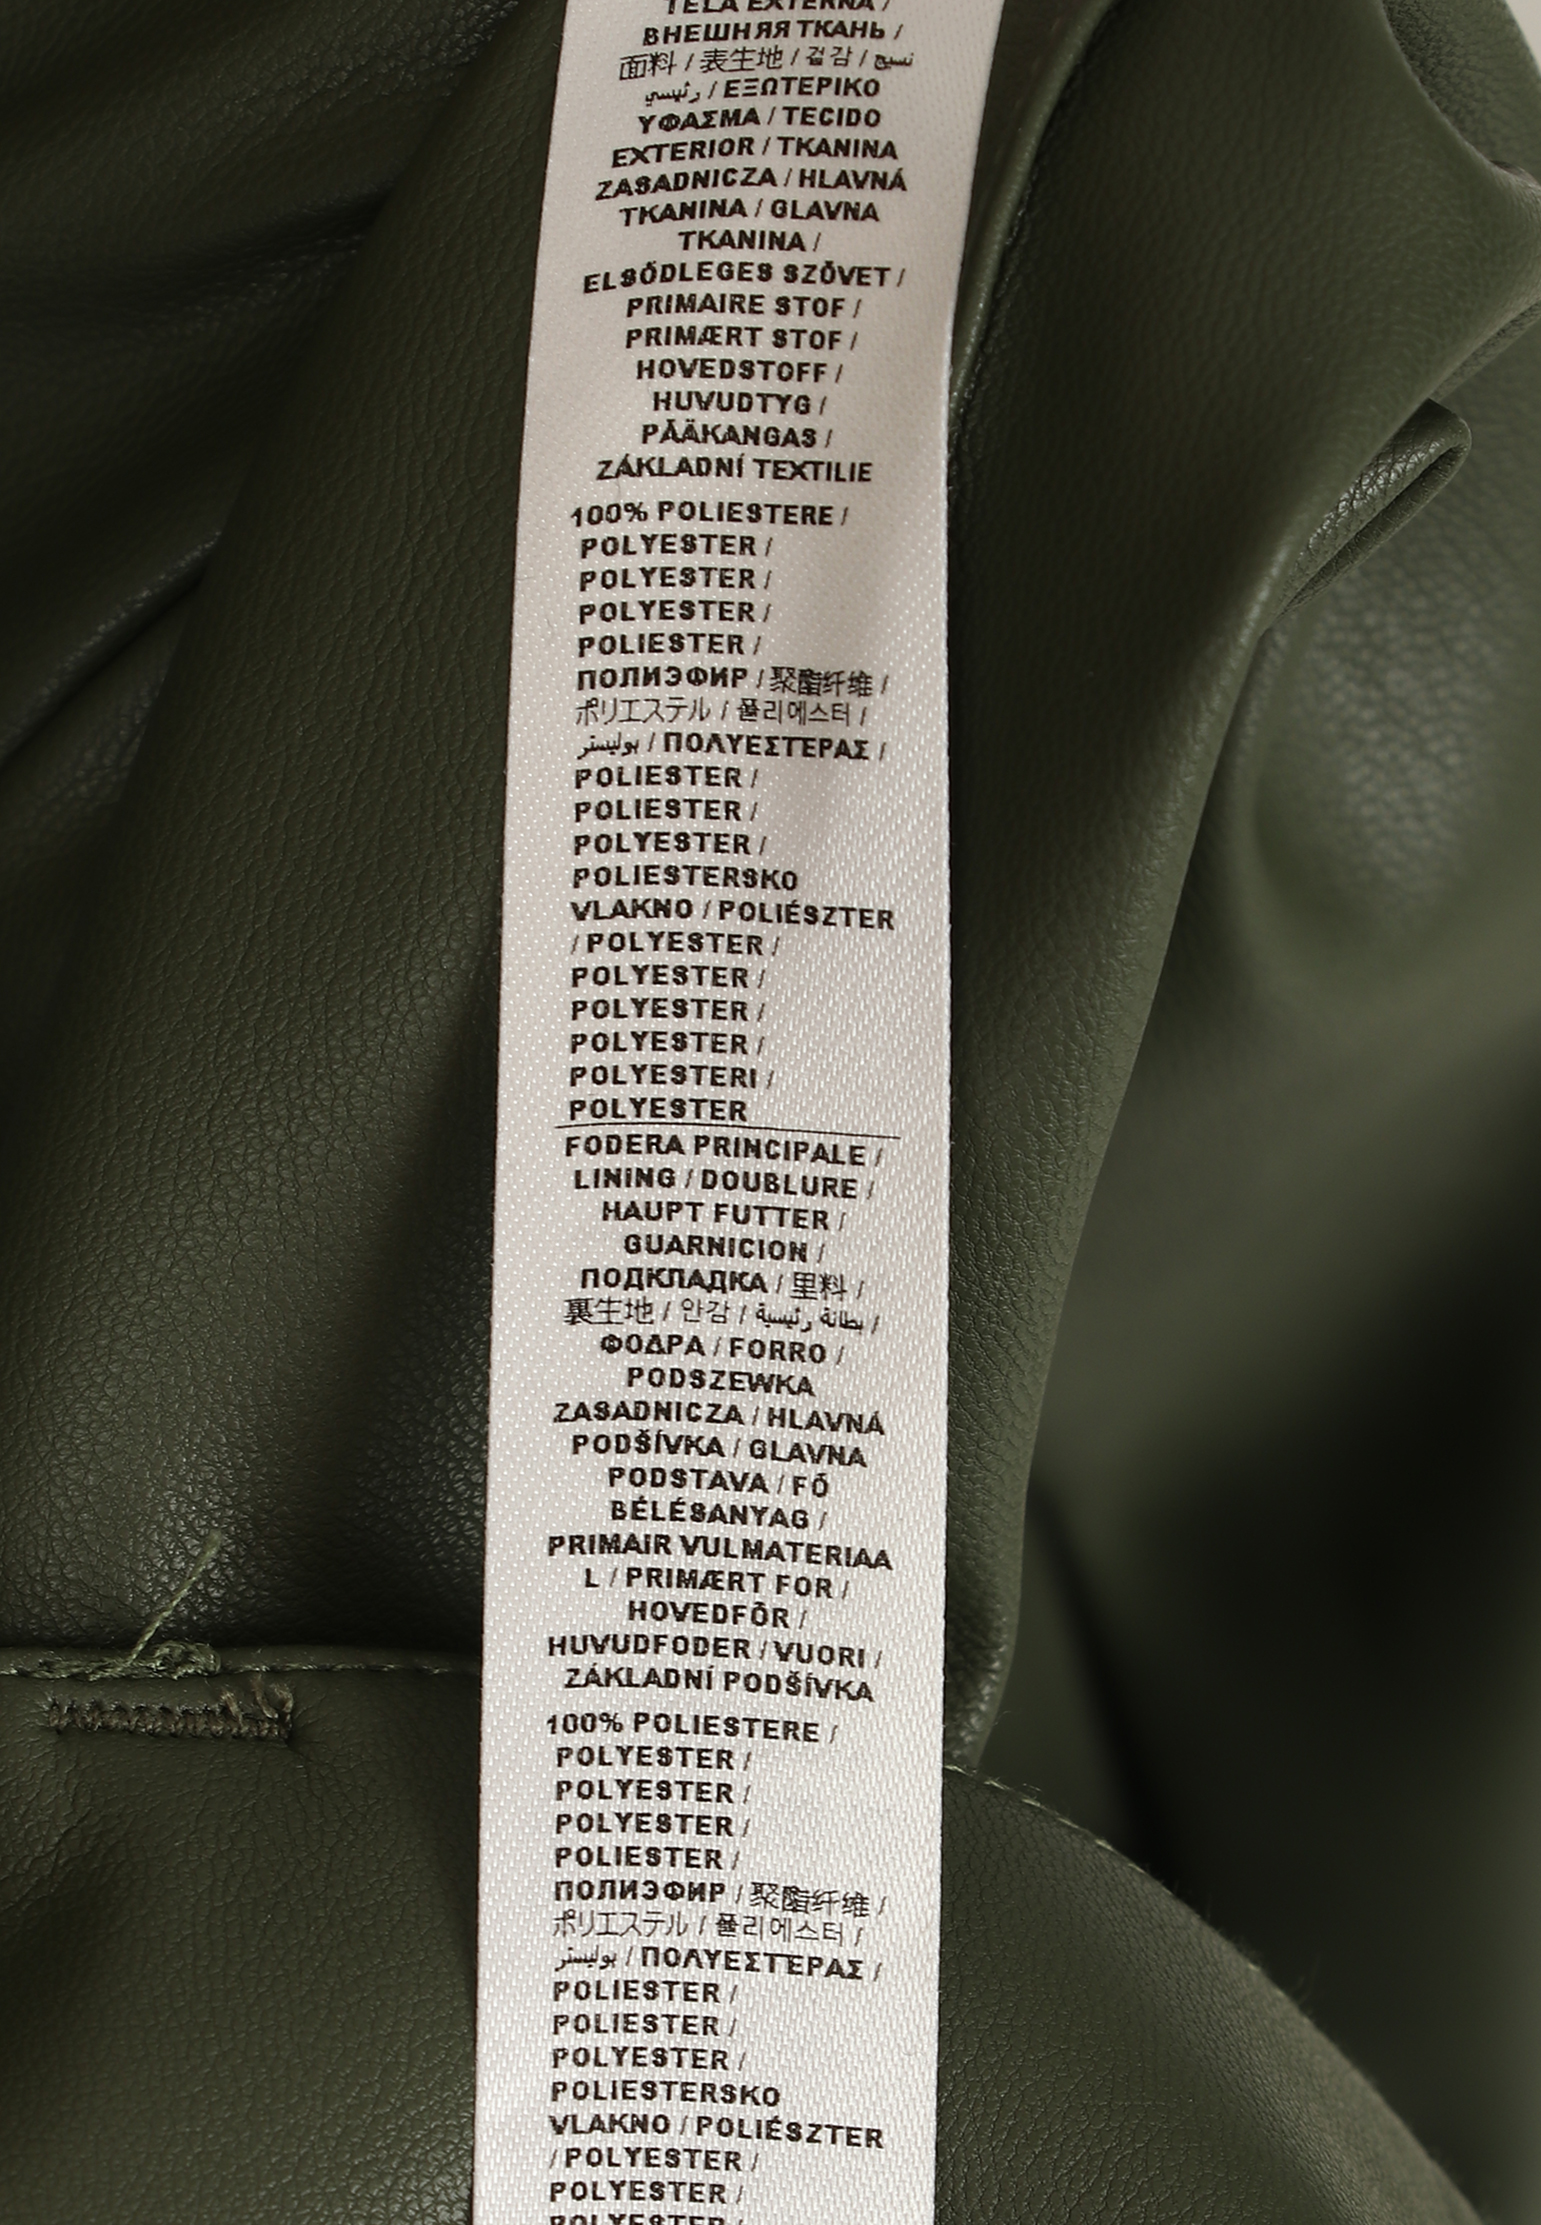 TELA EXTERNA /
ВНЕШНЯЯ ТКАНЬ /
面料 / 表生地 / 겉감 / نسيج
رئيسي / ΕΞΩΤΕΡΙΚΟ
ΥΦΑΣΜΑ / TECIDO
EXTERIOR / TKANINA
ZASADNICZA / HLAVNÁ
TKANINA / GLAVNA
TKANINA /
ELSŐDLEGES SZÖVET /
PRIMAIRE STOF /
PRIMÆRT STOF /
HOVEDSTOFF /
HUVUDTYG /
PÄÄKANGAS /
ZÁKLADNÍ TEXTILIE
100% POLIESTERE /
POLYESTER /
POLYESTER /
POLYESTER /
POLIESTER /
ПОЛИЭФИР / 聚酯纤维 /
ポリエステル / 폴리에스터 /
بوليستر / ΠΟΛΥΕΣΤΕΡΑΣ /
POLIESTER /
POLIESTER /
POLYESTER /
POLIESTERSKO
VLAKNO / POLIÉSZTER
/ POLYESTER /
POLYESTER /
POLYESTER /
POLYESTER /
POLYESTERI /
POLYESTER
FODERA PRINCIPALE /
LINING / DOUBLURE /
HAUPT FUTTER /
GUARNICION /
ПОДКЛАДКА / 里料 /
裏生地 / 안감 / بطانة رئيسية /
ΦΟΔΡΑ / FORRO /
PODSZEWKA
ZASADNICZA / HLAVNÁ
PODŠÍVKA / GLAVNA
PODSTAVA / FŐ
BÉLÉSANYAG /
PRIMAIR VULMATERIAA
L / PRIMÆRT FOR /
HOVEDFÔR /
HUVUDFODER / VUORI /
ZÁKLADNÍ PODŠÍVKA
100% POLIESTERE /
POLYESTER /
POLYESTER /
POLYESTER /
POLIESTER /
ПОЛИЭФИР / 聚酯纤维 /
ポリエステル / 폴리에스터 /
بوليستر / ΠΟΛΥΕΣΤΕΡΑΣ /
POLIESTER /
POLIESTER /
POLYESTER /
POLIESTERSKO
VLAKNO / POLIÉSZTER
/ POLYESTER /
POLYESTER /
POLYESTER /